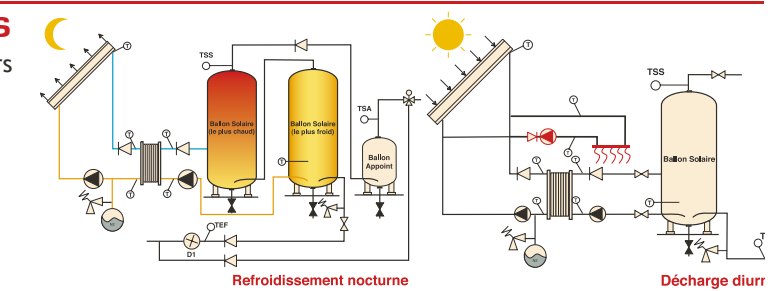 s
rs
T
TSS
TSA
Ballon Solaire
(le plus chaud)
Ballon Solaire
(le plus froid)
Ballon
Appoint
T
T
T
T
T
TEF
D1
Refroidissement nocturne
T
T
T
TSS
Ballon Solaire
T
T
T
T
T
T
Décharge diurn